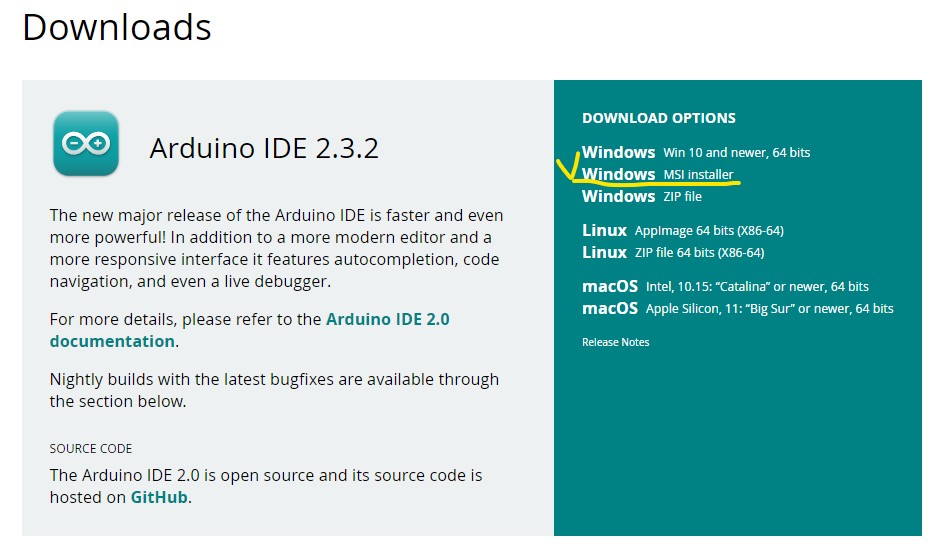 Downloads
Arduino IDE 2.3.2
The new major release of the Arduino IDE is faster and even
more powerful! In addition to a more modern editor and a
more responsive interface it features autocompletion, code
navigation, and even a live debugger.
For more details, please refer to the Arduino IDE 2.0
documentation.
Nightly builds with the latest bugfixes are available through
the section below.
SOURCE CODE
The Arduino IDE 2.0 is open source and its source code is
hosted on GitHub.
DOWNLOAD OPTIONS
Windows Win 10 and newer, 64 bits
Windows MSI installer
Windows ZIP file
Linux AppImage 64 bits (X86-64)
Linux ZIP file 64 bits (X86-64)
macOS Intel, 10.15: “Catalina” or newer, 64 bits
macOS Apple Silicon, 11: “Big Sur” or newer, 64 bits
Release Notes